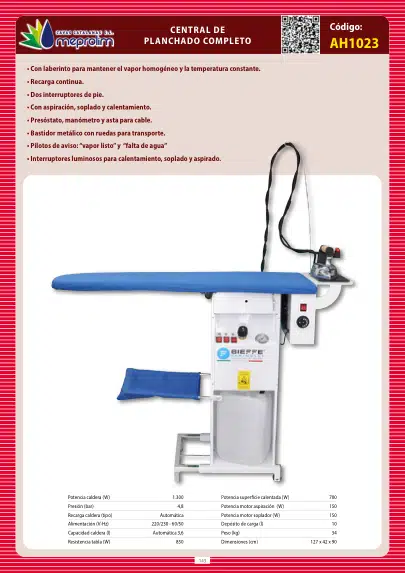 CAYAS CATALANAS S.L.
meprolim
CENTRAL DE
PLANCHADO COMPLETO
Código:
AH1023
• Con laberinto para mantener el vapor homogéneo y la temperatura constante.
• Recarga continua.
• Dos interruptores de pie.
• Con aspiración, soplado y calentamiento.
• Presóstato, manómetro y asta para cable.
• Bastidor metálico con ruedas para transporte.
• Pilotos de aviso: "vapor listo" y "falta de agua"
• Interruptores luminosos para calentamiento, soplado y aspirado.
BIEFFE
Potencia caldera (W) 1.300
Presión (bar) 4,8
Recarga caldera (tipo) Automática
Alimentación (V-Hz) 220/230 - 60/50
Capacidad caldera (l) Automática 3,6
Resistencia tabla (W) 850
Potencia superficie calentada (W) 700
Potencia motor aspiración (W) 150
Potencia motor soplador (W) 150
Depósito de carga (l) 10
Peso (kg) 34
Dimensiones (cm) 127 x 42 x 90